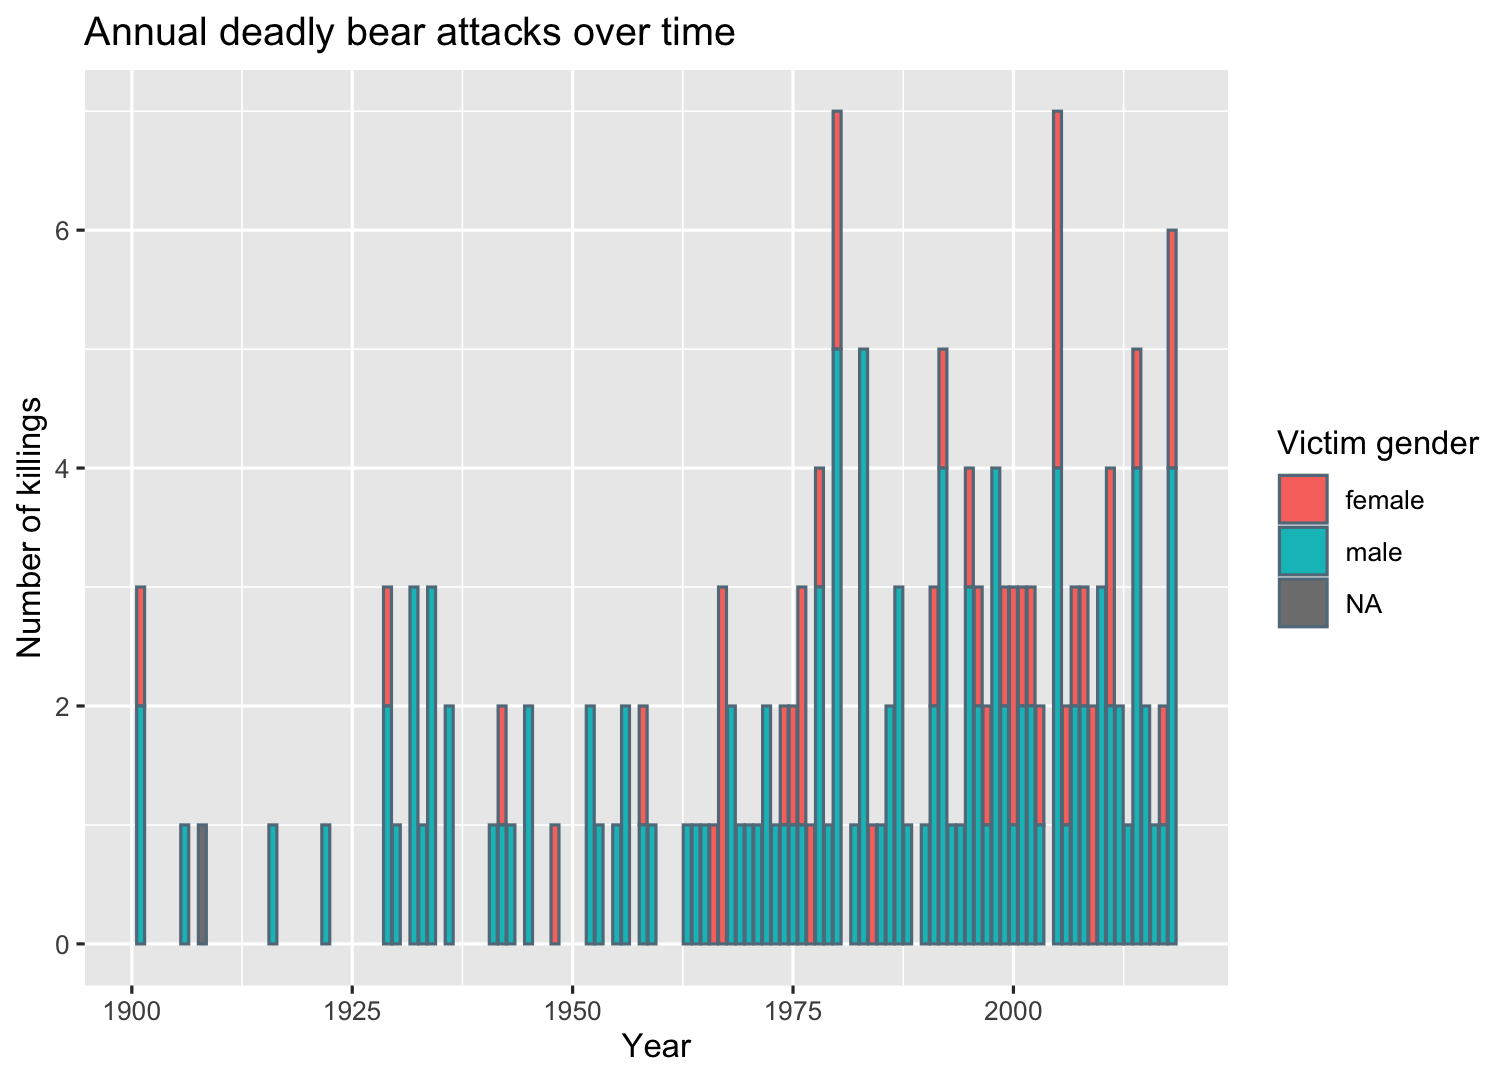 Annual deadly bear attacks over time
Number of killings
6
4
2
0
1900 1925 1950 1975 2000
Year
Victim gender
female
male
NA